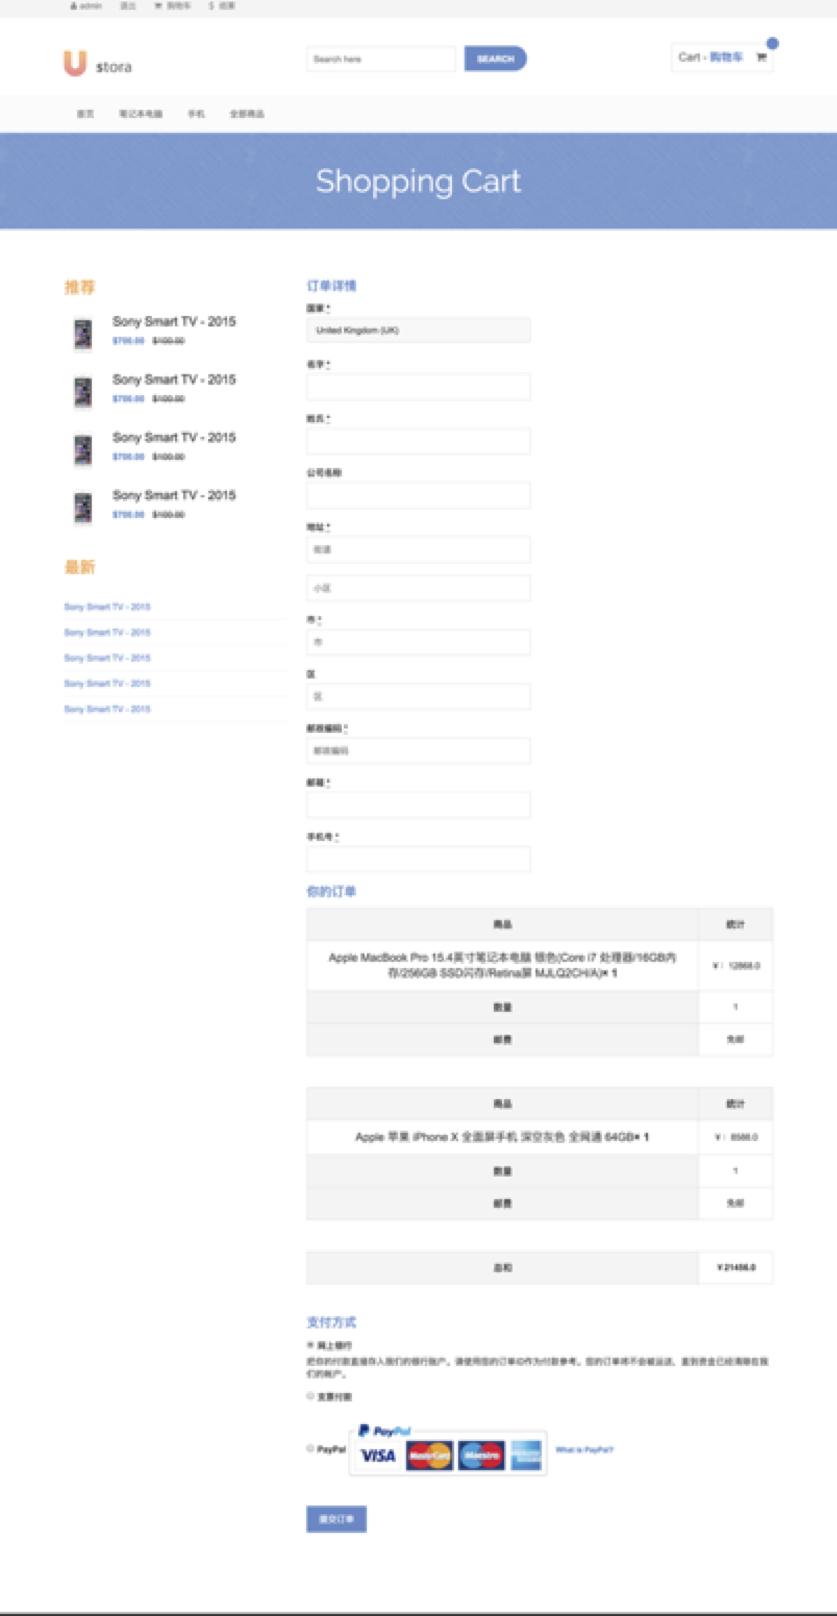 admin 退出 购物车 $ 结算
U stora
Search here
SEARCH
Cart - 购物车
首页 笔记本电脑 手机 全部商品
Shopping Cart
推荐
Sony Smart TV - 2015
$700.00 $100.00
Sony Smart TV - 2015
$700.00 $100.00
Sony Smart TV - 2015
$700.00 $100.00
Sony Smart TV - 2015
$700.00 $100.00
最新
Sony Smart TV - 2015
Sony Smart TV - 2015
Sony Smart TV - 2015
Sony Smart TV - 2015
Sony Smart TV - 2015
订单详情
国家 *
United Kingdom (UK)
名字 *
姓氏 *
公司名称
地址 *
街道
小区
市 *
市
区
区
邮政编码 *
邮政编码
邮箱 *
手机号 *
你的订单
商品 统计
Apple MacBook Pro 15.4英寸笔记本电脑 银色(Core i7 处理器/16GB内
存/256GB SSD闪存/Retina屏 MJLQ2CH/A)× 1
¥： 12868.0
数量 1
邮费 免邮
商品 统计
Apple 苹果 iPhone X 全面屏手机 深空灰色 全网通 64GB× 1
数量 1
邮费 免邮
总和 ¥21456.0
支付方式
网上银行
把你的付款直接存入我们的银行账户。请使用您的订单ID作为付款参考。您的订单将不会被运送，直到资金已经清除在我
们的账户。
支票付款
PayPal
PayPal VISA MasterCard Maestro AMERICAN EXPRESS What is PayPal?
提交订单